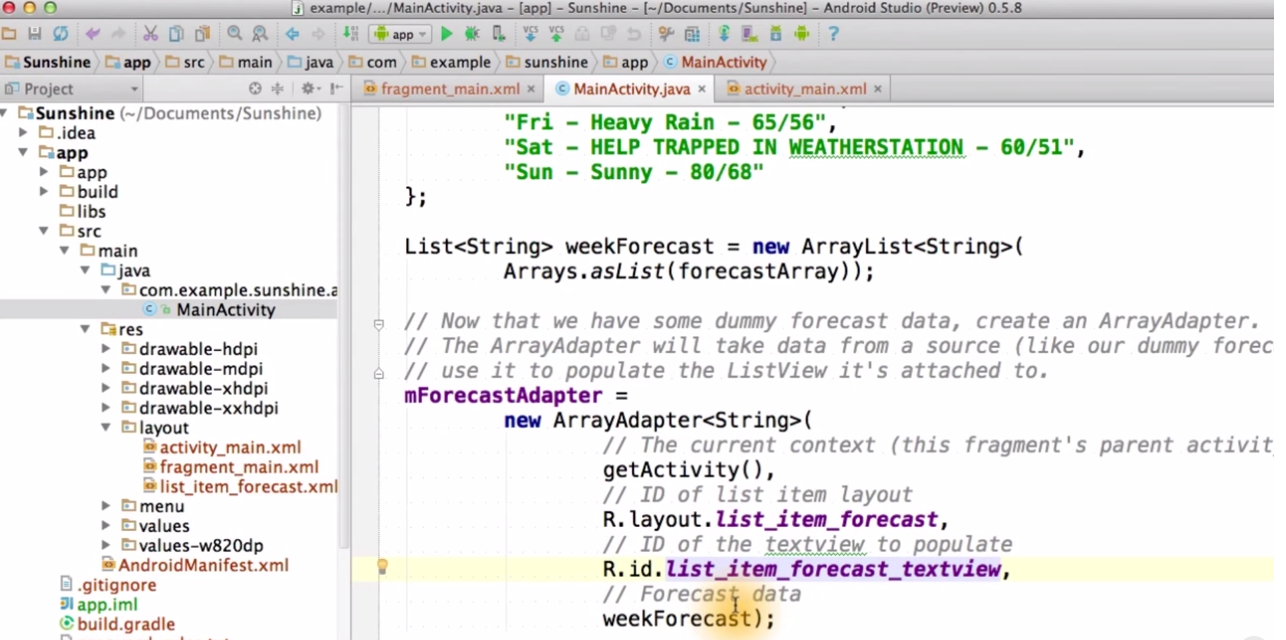 example/.../MainActivity.java - [app] - Sunshine - [~/Documents/Sunshine] - Android Studio (Preview) 0.5.8
app
VCS VCS
Sunshine app src main java com example sunshine app MainActivity
Project
fragment_main.xml MainActivity.java activity_main.xml
Sunshine (~/Documents/Sunshine)
.idea
app
app
build
libs
src
main
java
com.example.sunshine.a
MainActivity
res
drawable-hdpi
drawable-mdpi
drawable-xhdpi
drawable-xxhdpi
layout
activity_main.xml
fragment_main.xml
list_item_forecast.xml
menu
values
values-w820dp
AndroidManifest.xml
.gitignore
app.iml
build.gradle
"Fri - Heavy Rain - 65/56",
"Sat - HELP TRAPPED IN WEATHERSTATION - 60/51",
"Sun - Sunny - 80/68"
};
List<String> weekForecast = new ArrayList<String>(
Arrays.asList(forecastArray));
// Now that we have some dummy forecast data, create an ArrayAdapter.
// The ArrayAdapter will take data from a source (like our dummy forec
// use it to populate the ListView it's attached to.
mForecastAdapter =
new ArrayAdapter<String>(
// The current context (this fragment's parent activit
getActivity(),
// ID of list item layout
R.layout.list_item_forecast,
// ID of the textview to populate
R.id.list_item_forecast_textview,
// Forecast data
weekForecast);